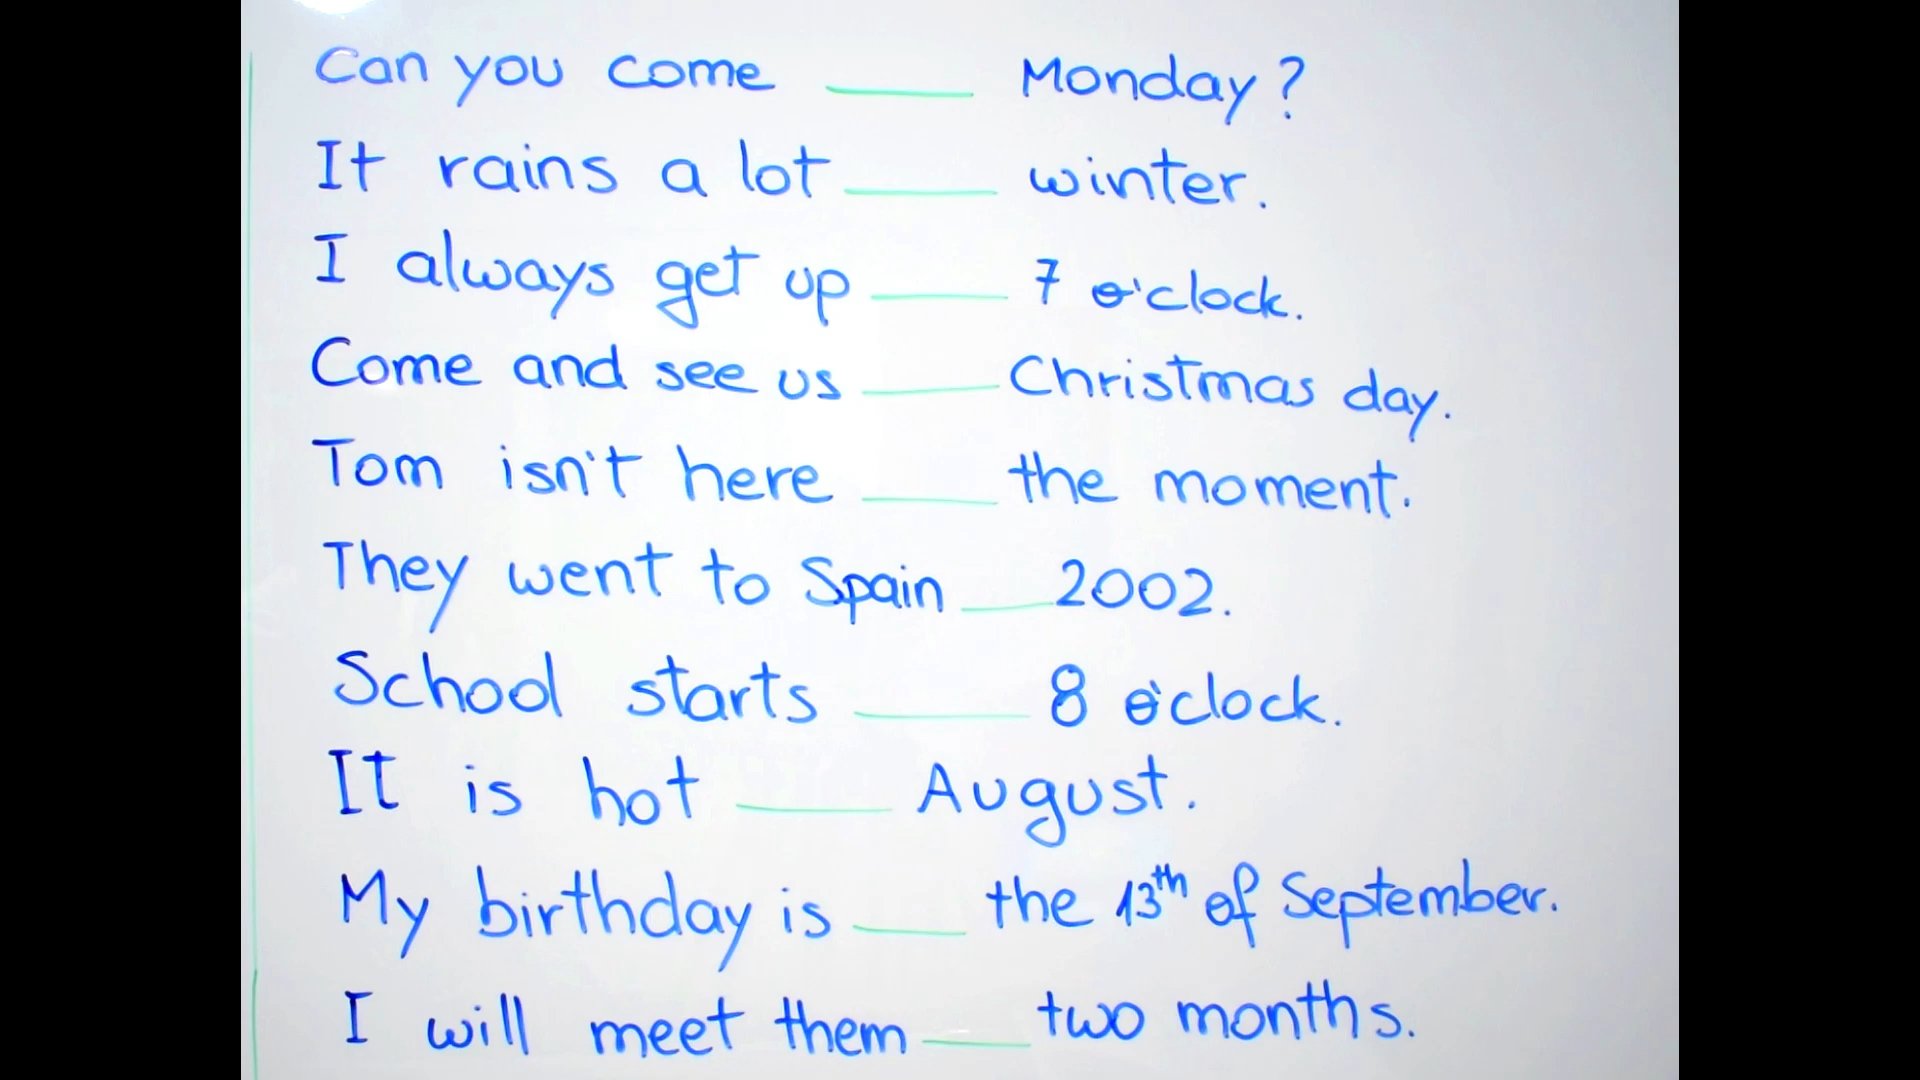 Can you come ____ Monday?
It rains a lot ____ winter.
I always get up ____ 7 o'clock.
Come and see us ____ Christmas day.
Tom isn't here ____ the moment.
They went to Spain ____ 2002.
School starts ____ 8 o'clock.
It is hot ____ August.
My birthday is ____ the 13th of September.
I will meet them ____ two months.